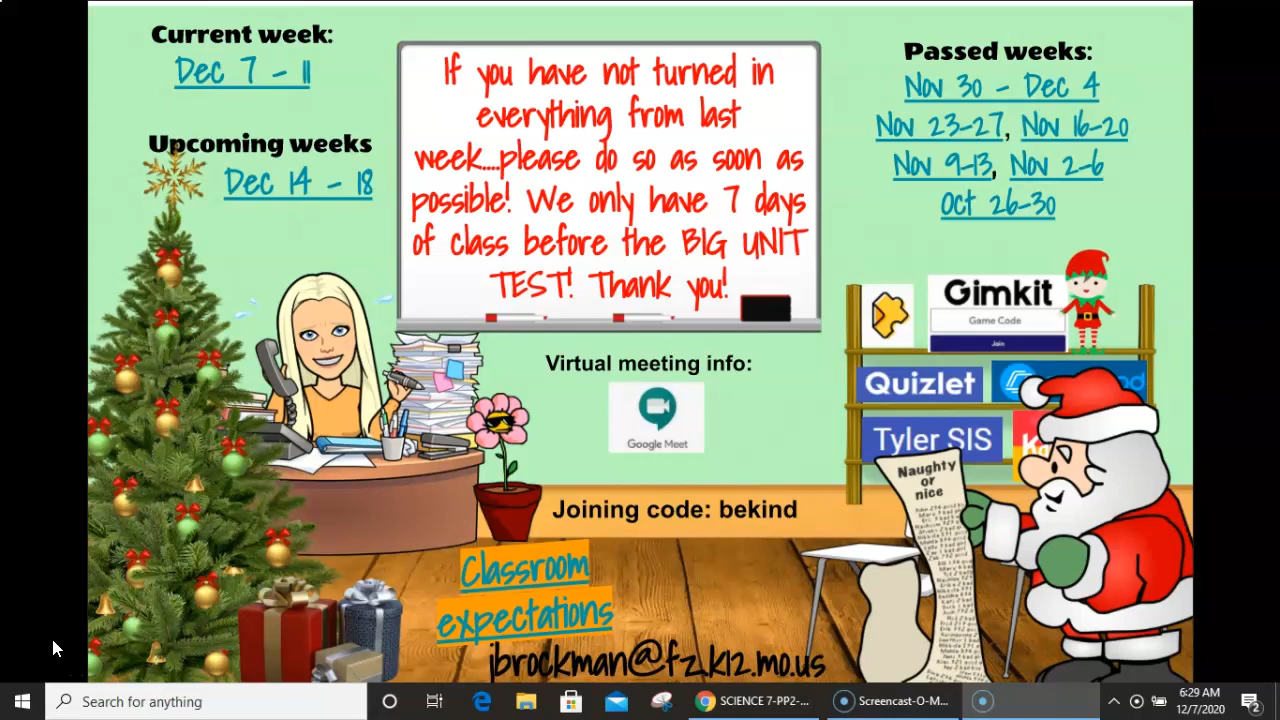 Current week:
Dec 7 - 11
Upcoming weeks
Dec 14 - 18
If you have not turned in
everything from last
week....please do so as soon as
possible! We only have 7 days
of class before the BIG UNIT
TEST! Thank you!
Passed weeks:
Nov 30 - Dec 4
Nov 23-27, Nov 16-20
Nov 9-13, Nov 2-6
Oct 26-30
Gimkit
Game Code
Join
Quizlet
Tyler SIS
Virtual meeting info:
Google Meet
Joining code: bekind
Naughty
or
nice
Classroom
expectations
jbrockman@fz.k12.mo.us
Search for anything
SCIENCE 7-PP2-...
Screencast-O-M...
6:29 AM
12/7/2020
2